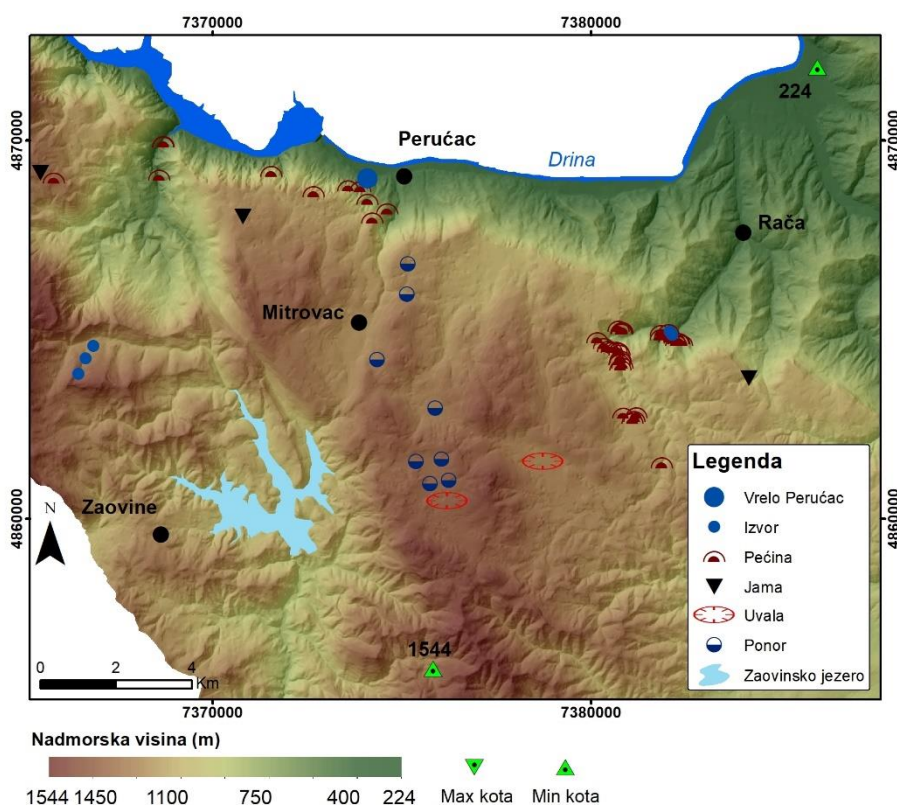 7370000
7380000
224
4870000
4870000
Perućac
Drina
Rača
Mitrovac
Legenda
Vrelo Perućac
Izvor
Pećina
Jama
Uvala
Ponor
Zaovinsko jezero
Zaovine
4860000
4860000
N
1544
0 2 4
Km
7370000
7380000
Nadmorska visina (m)
1544 1450 1100 750 400 224
Max kota
Min kota